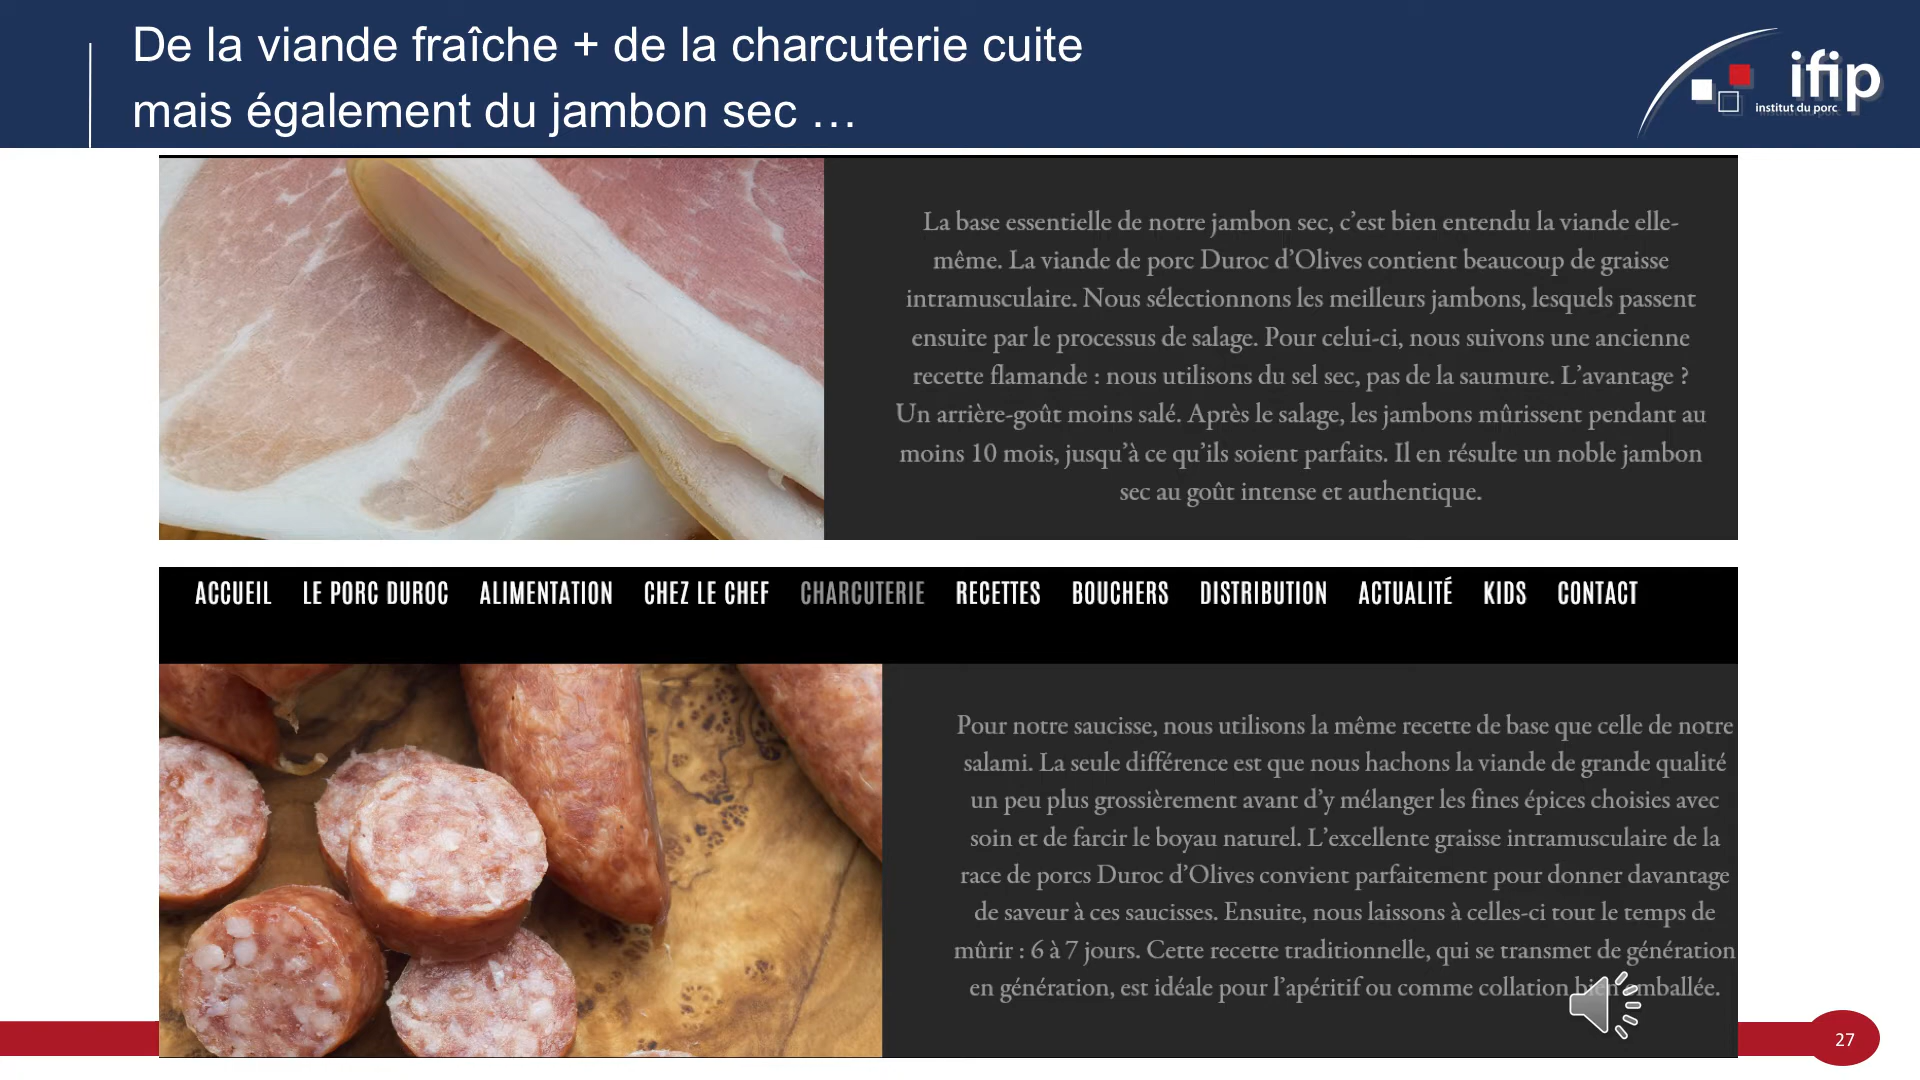 De la viande fraîche + de la charcuterie cuite
mais également du jambon sec …
ifip
institut du porc
La base essentielle de notre jambon sec, c’est bien entendu la viande elle-
même. La viande de porc Duroc d’Olives contient beaucoup de graisse
intramusculaire. Nous sélectionnons les meilleurs jambons, lesquels passent
ensuite par le processus de salage. Pour celui-ci, nous suivons une ancienne
recette flamande : nous utilisons du sel sec, pas de la saumure. L’avantage ?
Un arrière-goût moins salé. Après le salage, les jambons mûrissent pendant au
moins 10 mois, jusqu’à ce qu’ils soient parfaits. Il en résulte un noble jambon
sec au goût intense et authentique.
ACCUEIL LE PORC DUROC ALIMENTATION CHEZ LE CHEF CHARCUTERIE RECETTES BOUCHERS DISTRIBUTION ACTUALITÉ KIDS CONTACT
Pour notre saucisse, nous utilisons la même recette de base que celle de notre
salami. La seule différence est que nous hachons la viande de grande qualité
un peu plus grossièrement avant d’y mélanger les fines épices choisies avec
soin et de farcir le boyau naturel. L’excellente graisse intramusculaire de la
race de porcs Duroc d’Olives convient parfaitement pour donner davantage
de saveur à ces saucisses. Ensuite, nous laissons à celles-ci tout le temps de
mûrir : 6 à 7 jours. Cette recette traditionnelle, qui se transmet de génération
en génération, est idéale pour l’apéritif ou comme collation bien emballée.
27